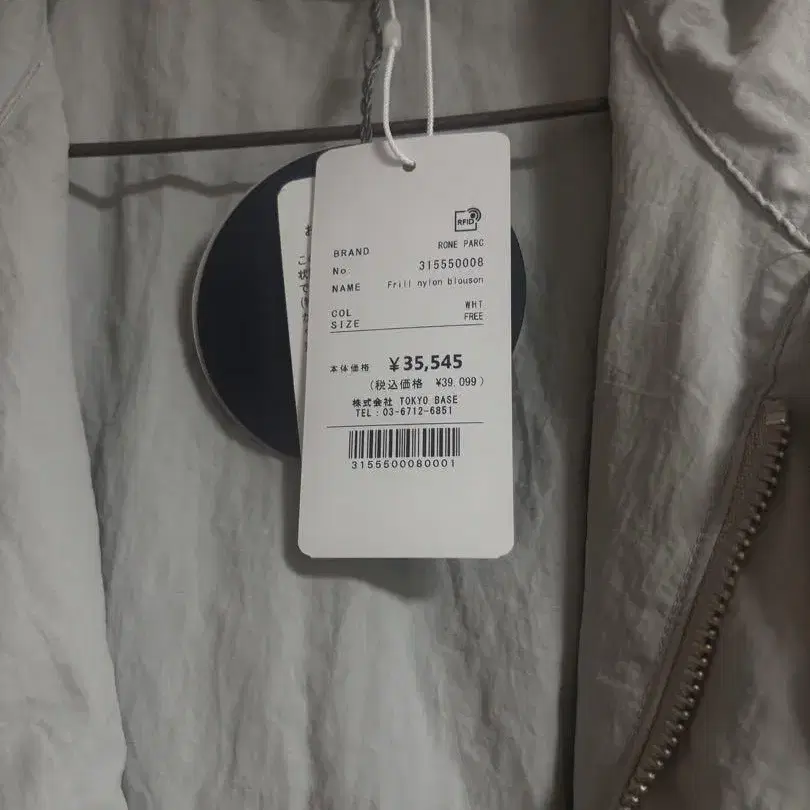 RFID
BRAND RONE PARC
No 315550008
NAME Frill nylon blouson
COL WHT
SIZE FREE
本体価格 ¥35,545
(税込価格 ¥39.099)
株式会社 TOKYO BASE
TEL:03-6712-6851
3155500080001